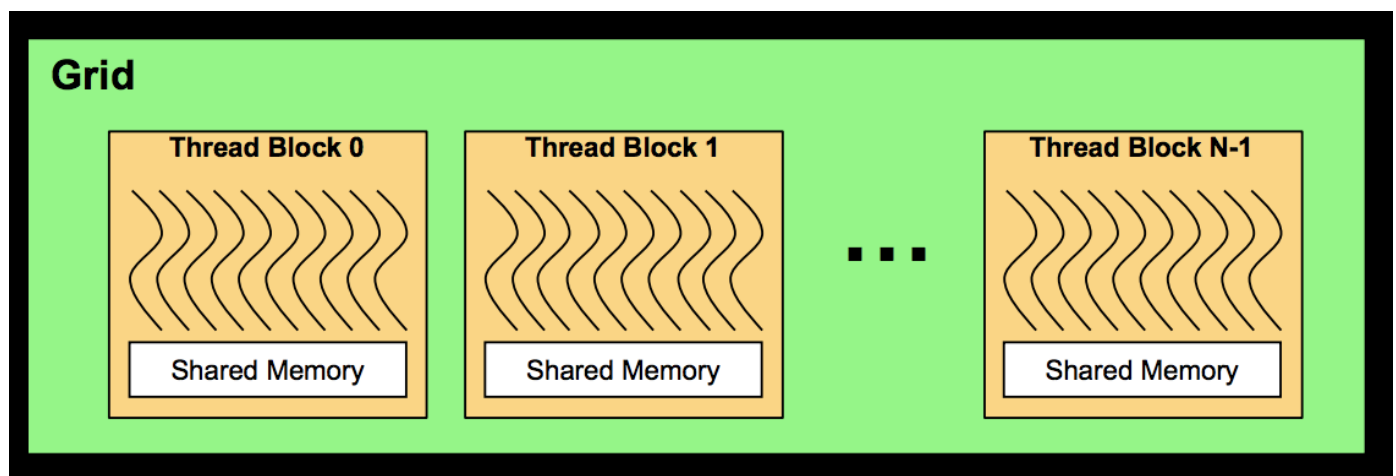 Grid
Thread Block 0
Thread Block 1
...
Thread Block N-1
Shared Memory
Shared Memory
Shared Memory